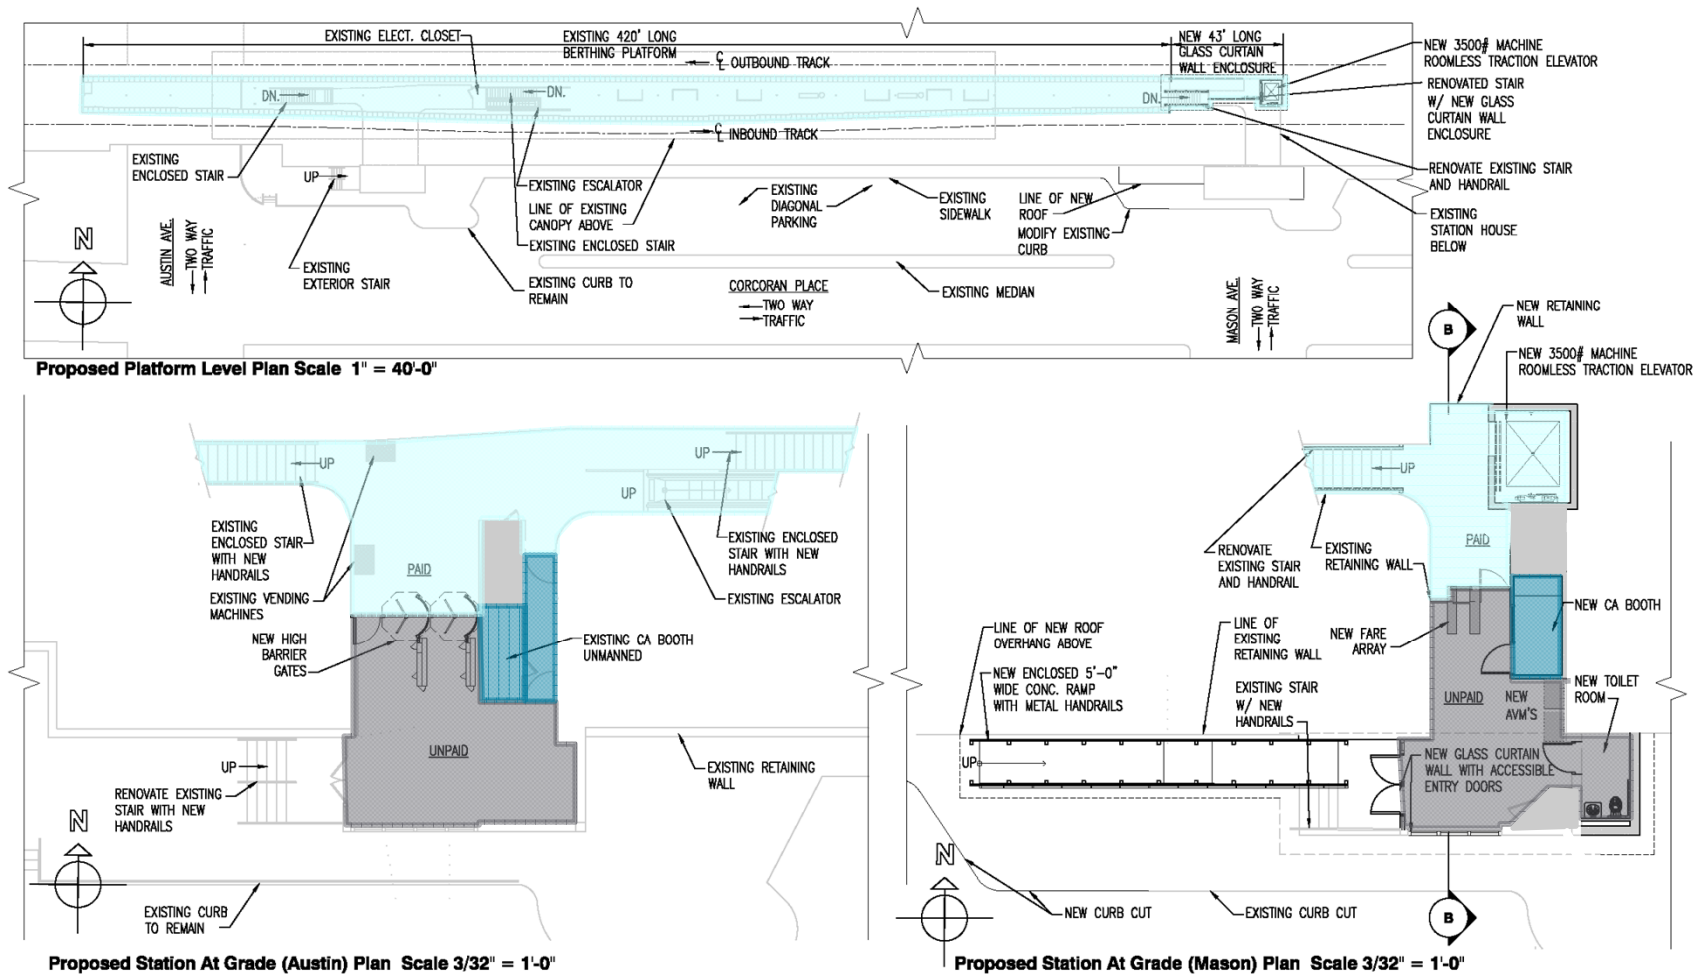 EXISTING ELECT. CLOSET
EXISTING 420' LONG
BERTHING PLATFORM
NEW 43' LONG
GLASS CURTAIN
WALL ENCLOSURE
NEW 3500# MACHINE
ROOMLESS TRACTION ELEVATOR
C
L OUTBOUND TRACK
RENOVATED STAIR
W/ NEW GLASS
CURTAIN WALL
ENCLOSURE
DN.
DN.
DN.
C
L INBOUND TRACK
EXISTING
ENCLOSED STAIR
UP
EXISTING ESCALATOR
LINE OF EXISTING
CANOPY ABOVE
EXISTING ENCLOSED STAIR
EXISTING
DIAGONAL
PARKING
EXISTING
SIDEWALK
LINE OF NEW
ROOF
MODIFY EXISTING
CURB
RENOVATE EXISTING STAIR
AND HANDRAIL
EXISTING
STATION HOUSE
BELOW
N
AUSTIN AVE.
TWO WAY
TRAFFIC
EXISTING
EXTERIOR STAIR
EXISTING CURB TO
REMAIN
CORCORAN PLACE
TWO WAY
TRAFFIC
EXISTING MEDIAN
MASON AVE.
TWO WAY
TRAFFIC
Proposed Platform Level Plan Scale 1" = 40'-0"
UP
UP
UP
EXISTING
ENCLOSED STAIR
WITH NEW
HANDRAILS
EXISTING VENDING
MACHINES
PAID
EXISTING ENCLOSED
STAIR WITH NEW
HANDRAILS
EXISTING ESCALATOR
NEW HIGH
BARRIER
GATES
EXISTING CA BOOTH
UNMANNED
UNPAID
UP
EXISTING RETAINING
WALL
RENOVATE EXISTING
STAIR WITH NEW
HANDRAILS
N
EXISTING CURB
TO REMAIN
Proposed Station At Grade (Austin) Plan Scale 3/32" = 1'-0"
B
NEW RETAINING
WALL
NEW 3500# MACHINE
ROOMLESS TRACTION ELEVATOR
UP
RENOVATE
EXISTING STAIR
AND HANDRAIL
EXISTING
RETAINING WALL
PAID
NEW CA BOOTH
LINE OF NEW ROOF
OVERHANG ABOVE
LINE OF
EXISTING
RETAINING WALL
NEW FARE
ARRAY
NEW ENCLOSED 5'-0"
WIDE CONC. RAMP
WITH METAL HANDRAILS
EXISTING STAIR
W/ NEW
HANDRAILS
UNPAID
NEW
AVM'S
NEW TOILET
ROOM
UP
NEW GLASS CURTAIN
WALL WITH ACCESSIBLE
ENTRY DOORS
N
NEW CURB CUT
EXISTING CURB CUT
B
Proposed Station At Grade (Mason) Plan Scale 3/32" = 1'-0"